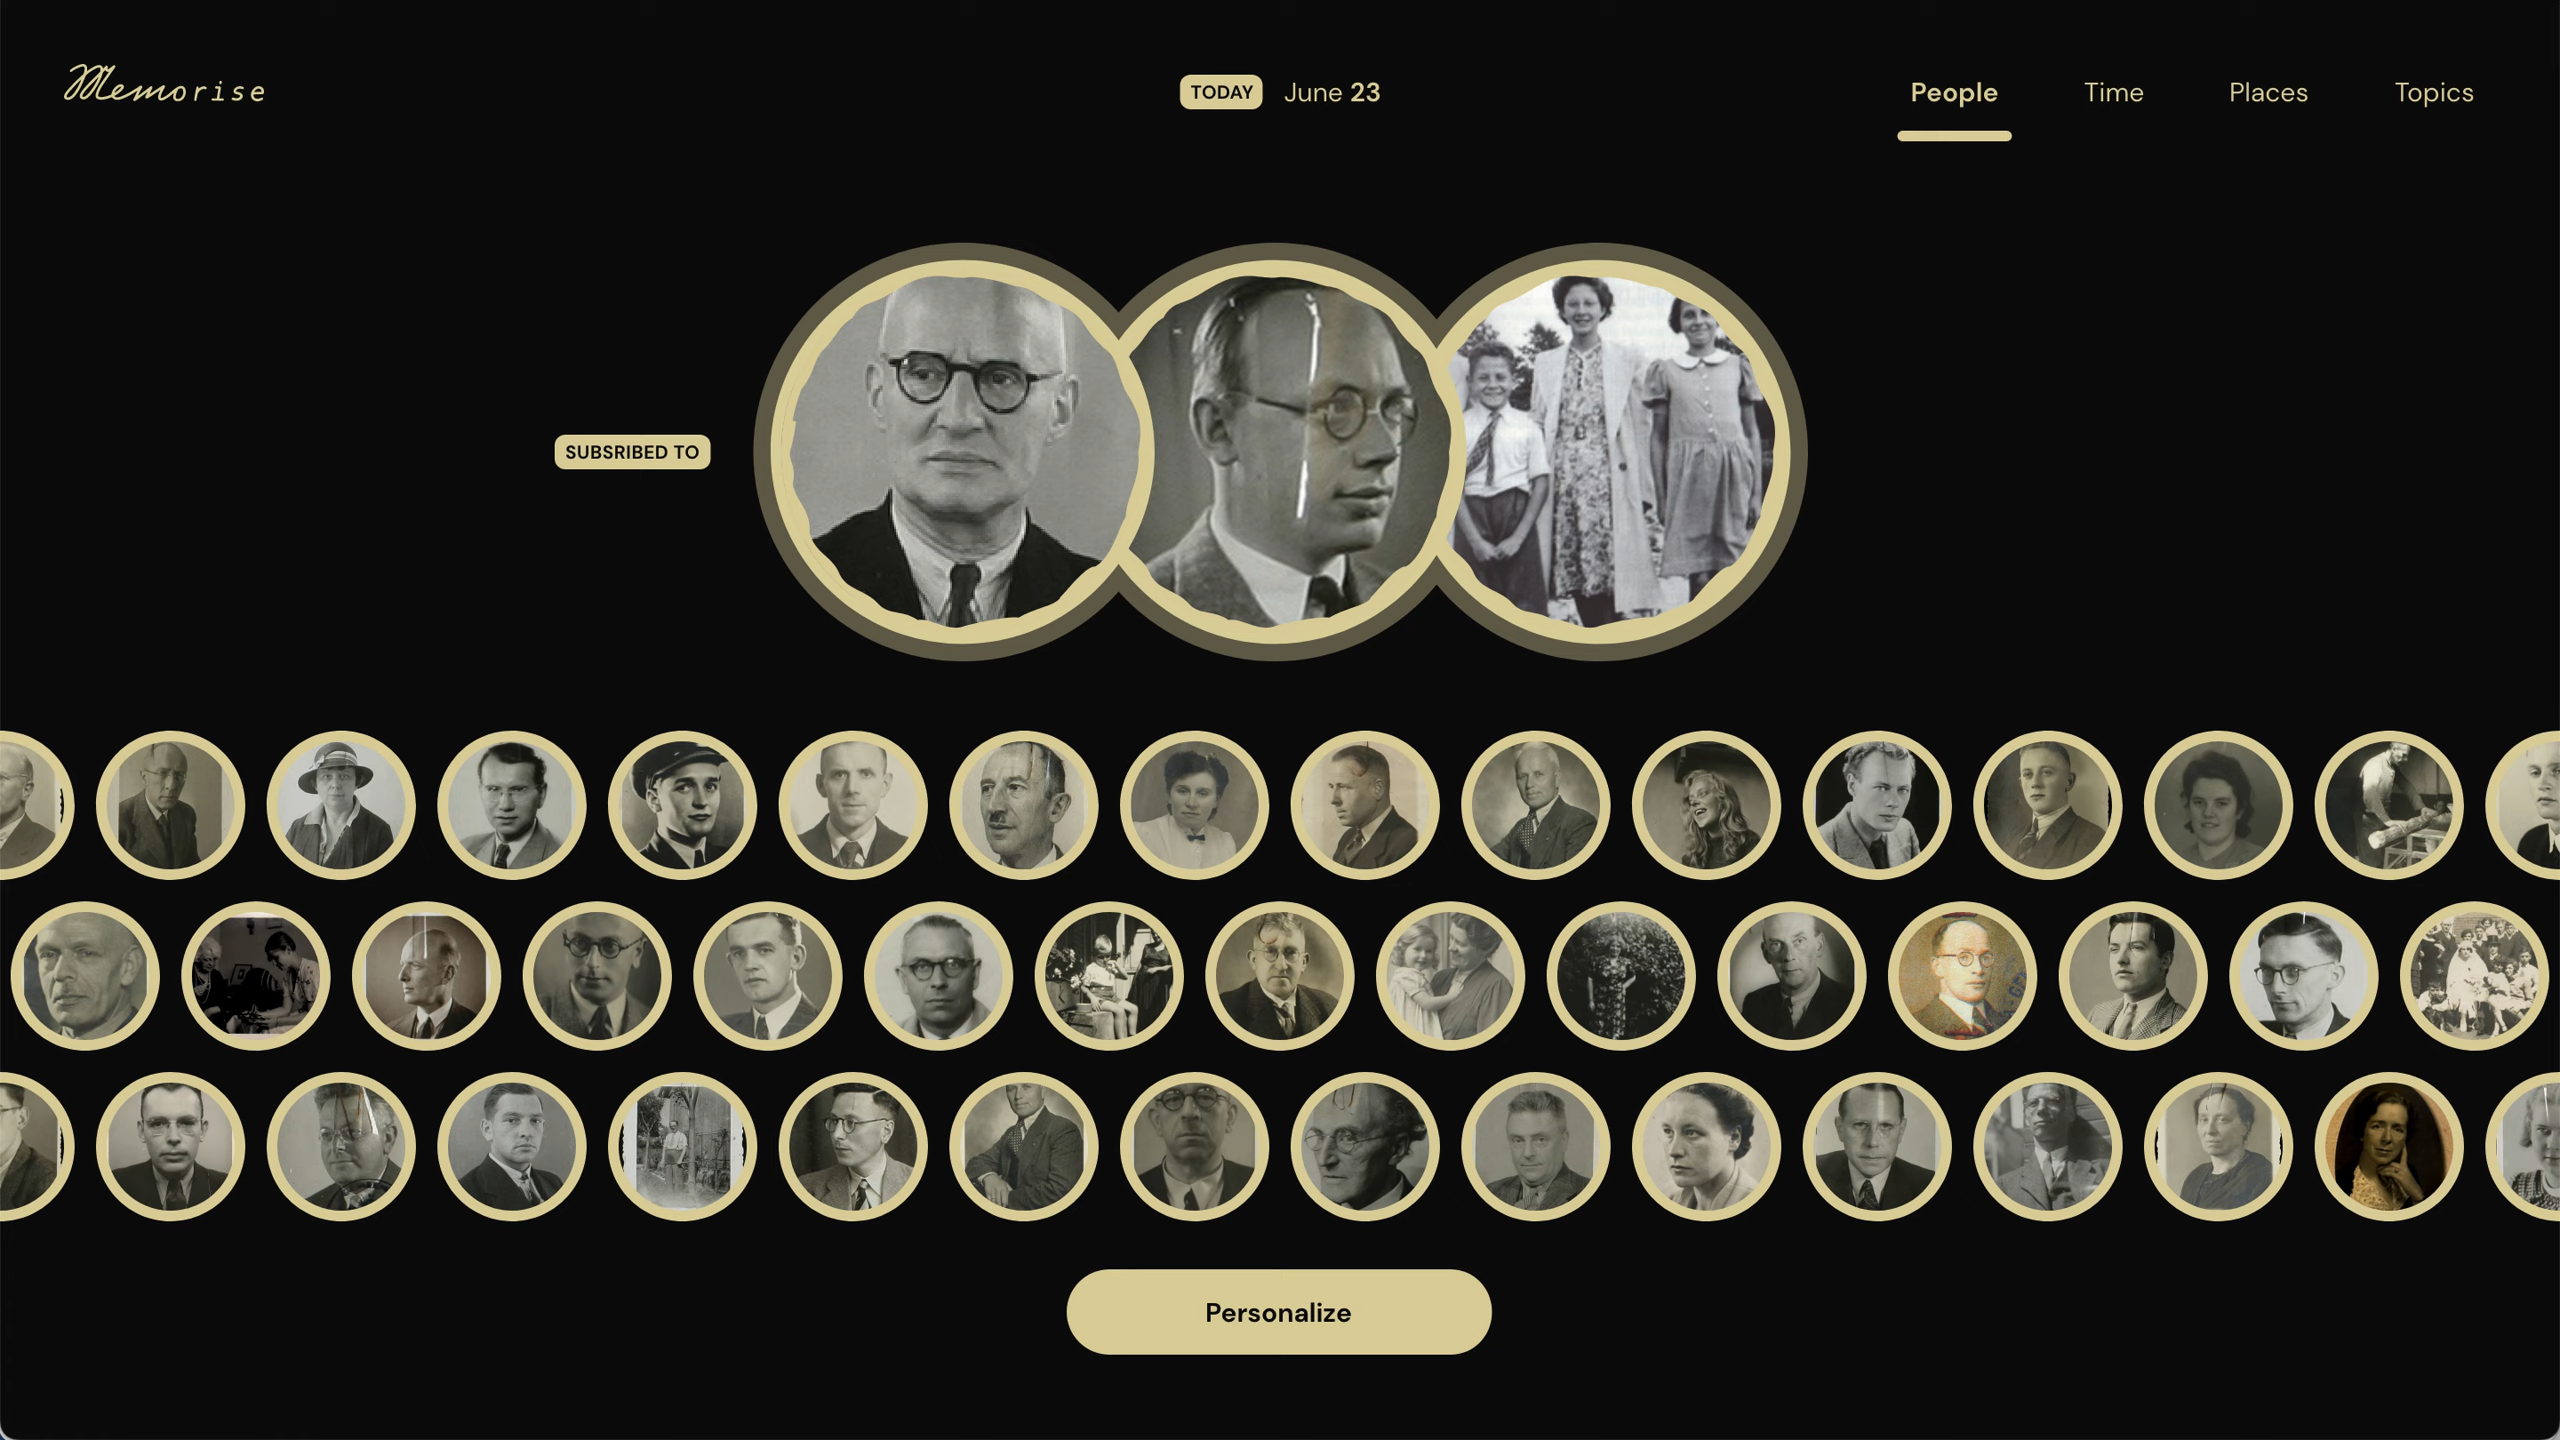 Memorise
TODAY June 23
People Time Places Topics
SUBSRIBED TO
Personalize